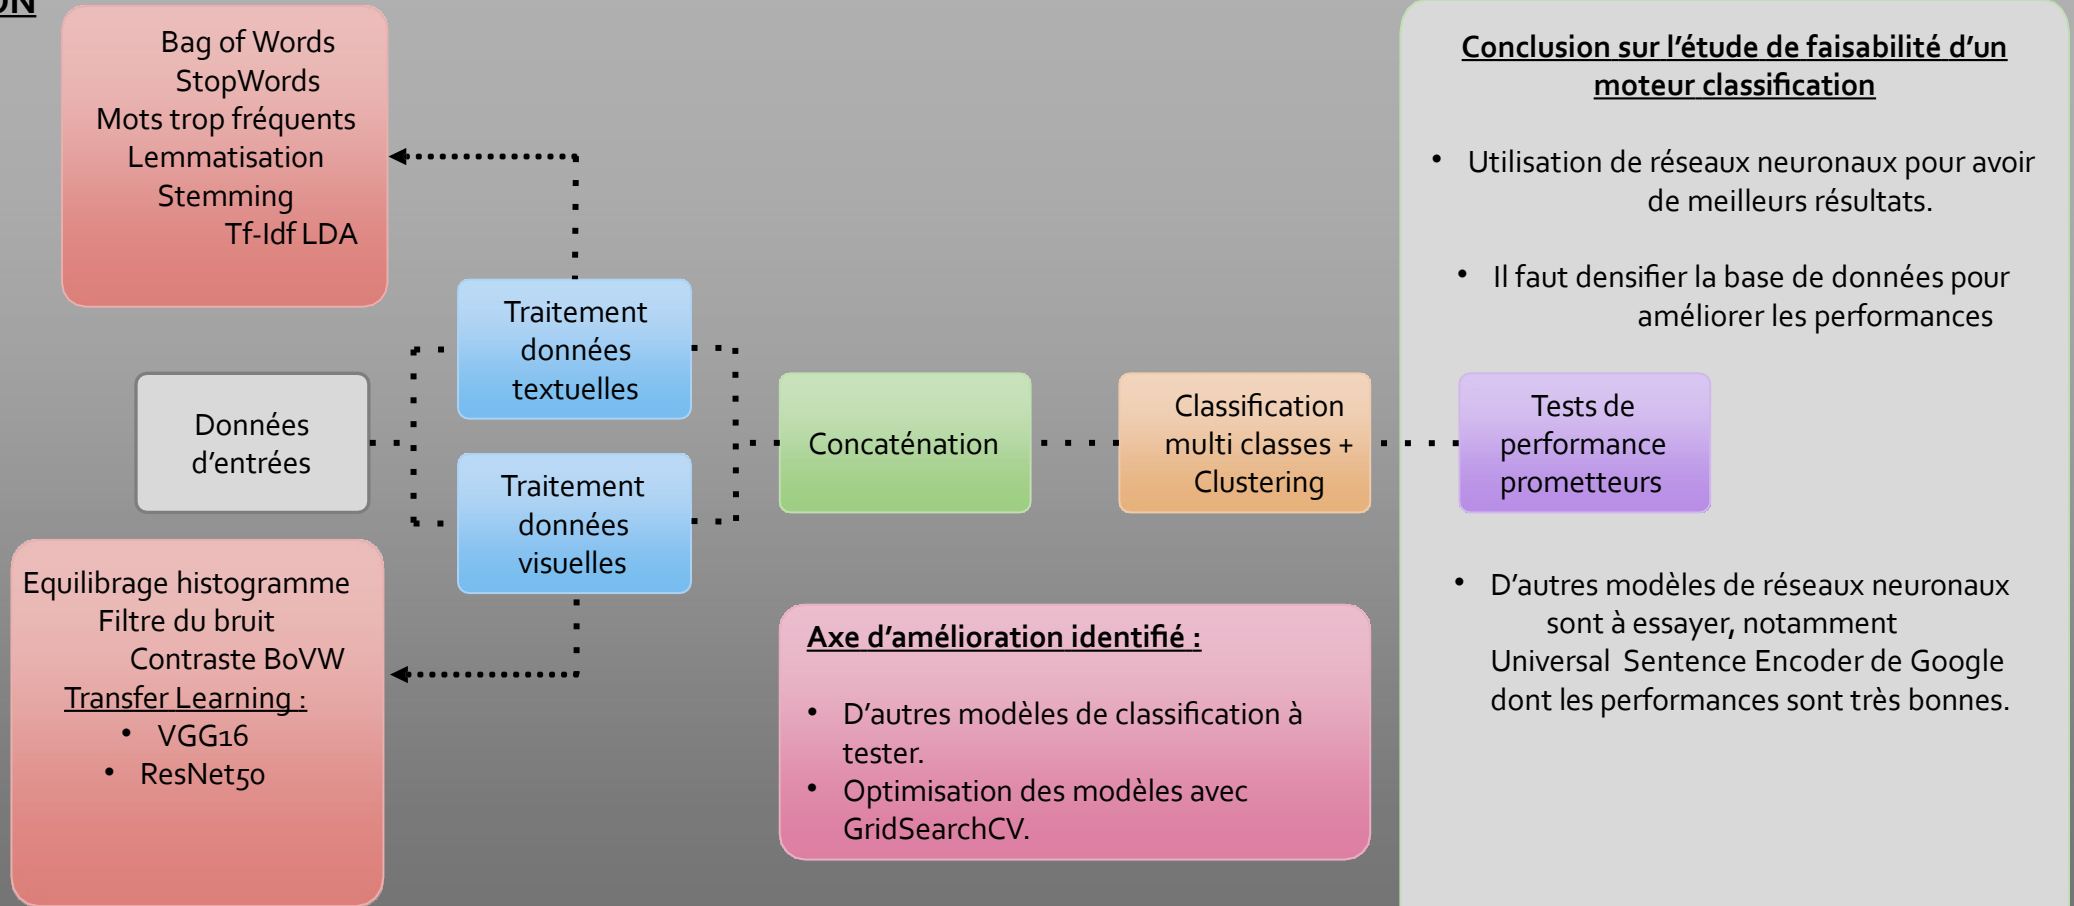 Bag of Words
StopWords
Mots trop fréquents
Lemmatisation
Stemming
Tf-Idf LDA
Traitement
données
textuelles
Données
d’entrées
Traitement
données
visuelles
Equilibrage histogramme
Filtre du bruit
Contraste BoVW
Transfer Learning :
• VGG16
• ResNet50
Concaténation
Classification
multi classes +
Clustering
Axe d’amélioration identifié :
• D’autres modèles de classification à
tester.
• Optimisation des modèles avec
GridSearchCV.
Conclusion sur l’étude de faisabilité d’un
moteur classification
• Utilisation de réseaux neuronaux pour avoir
de meilleurs résultats.
• Il faut densifier la base de données pour
améliorer les performances
Tests de
performance
prometteurs
• D’autres modèles de réseaux neuronaux
sont à essayer, notamment
Universal Sentence Encoder de Google
dont les performances sont très bonnes.